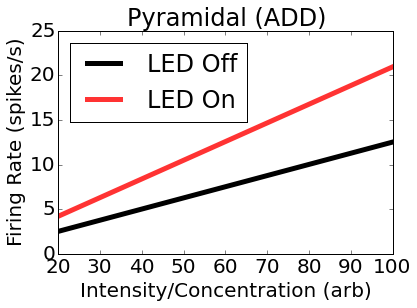 Pyramidal (ADD)
LED Off
LED On
Firing Rate (spikes/s)
25
20
15
10
5
0
20 30 40 50 60 70 80 90 100
Intensity/Concentration (arb)